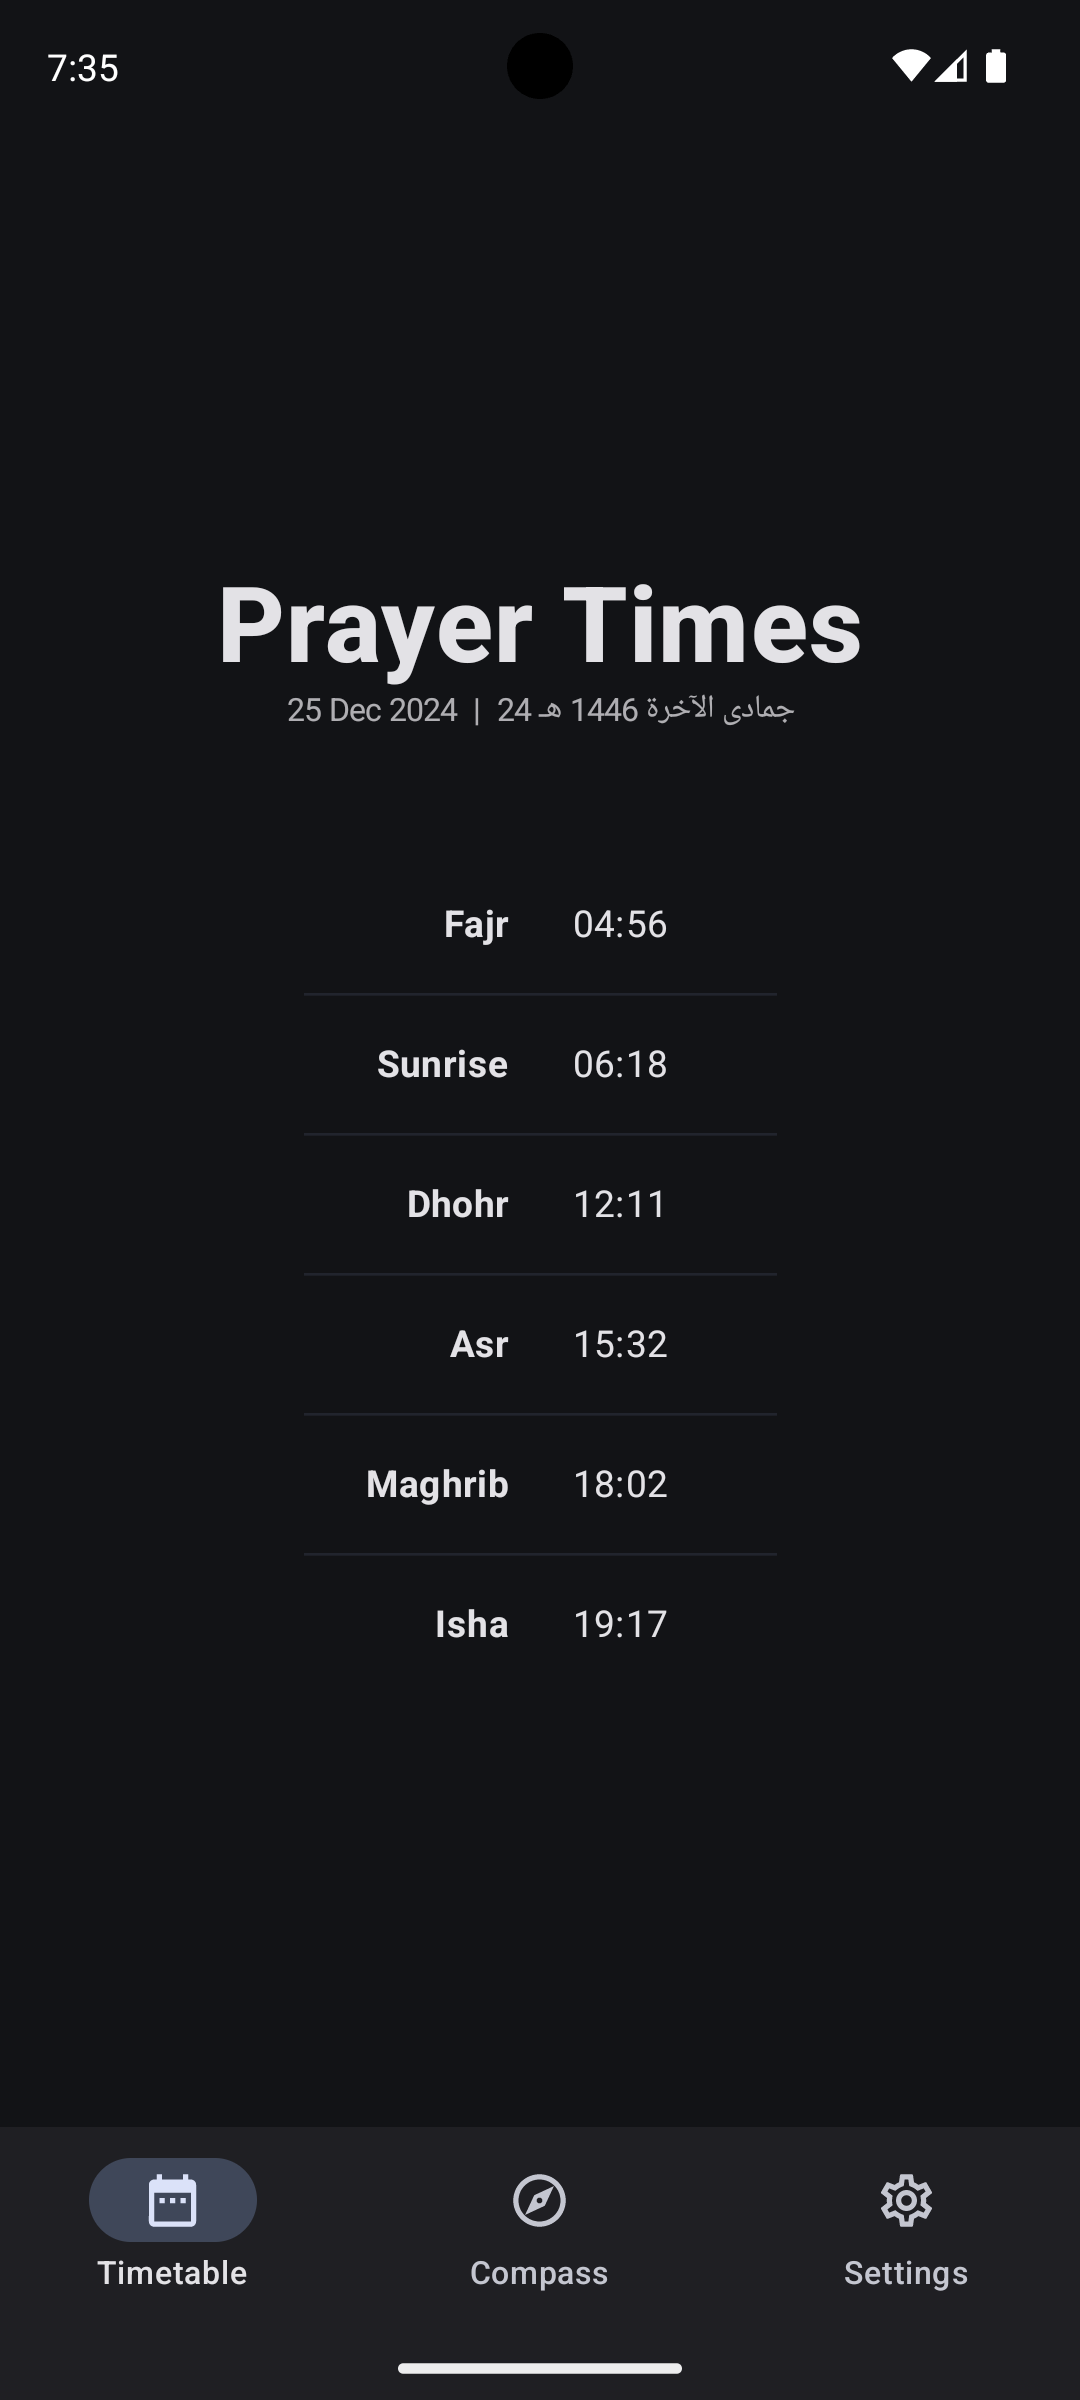 7:35
Prayer Times
25 Dec 2024 | 24 جمادى الآخرة 1446 هـ
Fajr 04:56
Sunrise 06:18
Dhohr 12:11
Asr 15:32
Maghrib 18:02
Isha 19:17
Timetable Compass Settings